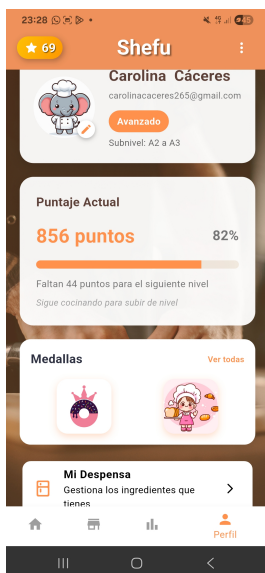 23:28
69
Shefu
Carolina Cáceres
carolinacaceres265@gmail.com
Avanzado
Subnivel: A2 a A3
Puntaje Actual
856 puntos
82%
Faltan 44 puntos para el siguiente nivel
Sigue cocinando para subir de nivel
Medallas
Ver todas
Mi Despensa
Gestiona los ingredientes que
tienes
Perfil